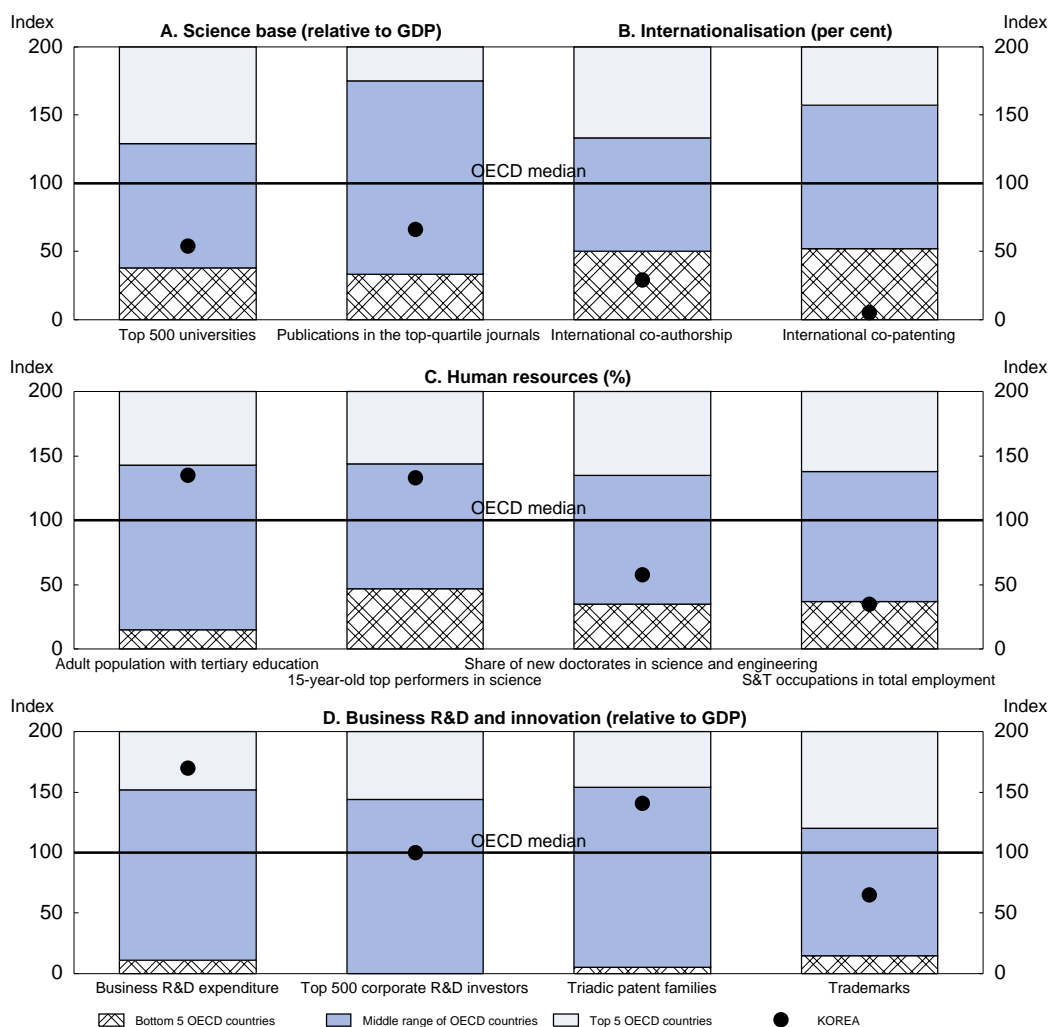 Index
A. Science base (relative to GDP)
B. Internationalisation (per cent)
Index
200
200
150
150
OECD median
100
100
50
50
0
0
Top 500 universities
Publications in the top-quartile journals
International co-authorship
International co-patenting
Index
C. Human resources (%)
Index
200
200
150
150
OECD median
100
100
50
50
0
0
Adult population with tertiary education
Share of new doctorates in science and engineering
15-year-old top performers in science
S&T occupations in total employment
Index
D. Business R&D and innovation (relative to GDP)
Index
200
200
150
150
OECD median
100
100
50
50
0
0
Business R&D expenditure
Top 500 corporate R&D investors
Triadic patent families
Trademarks
Bottom 5 OECD countries
Middle range of OECD countries
Top 5 OECD countries
KOREA